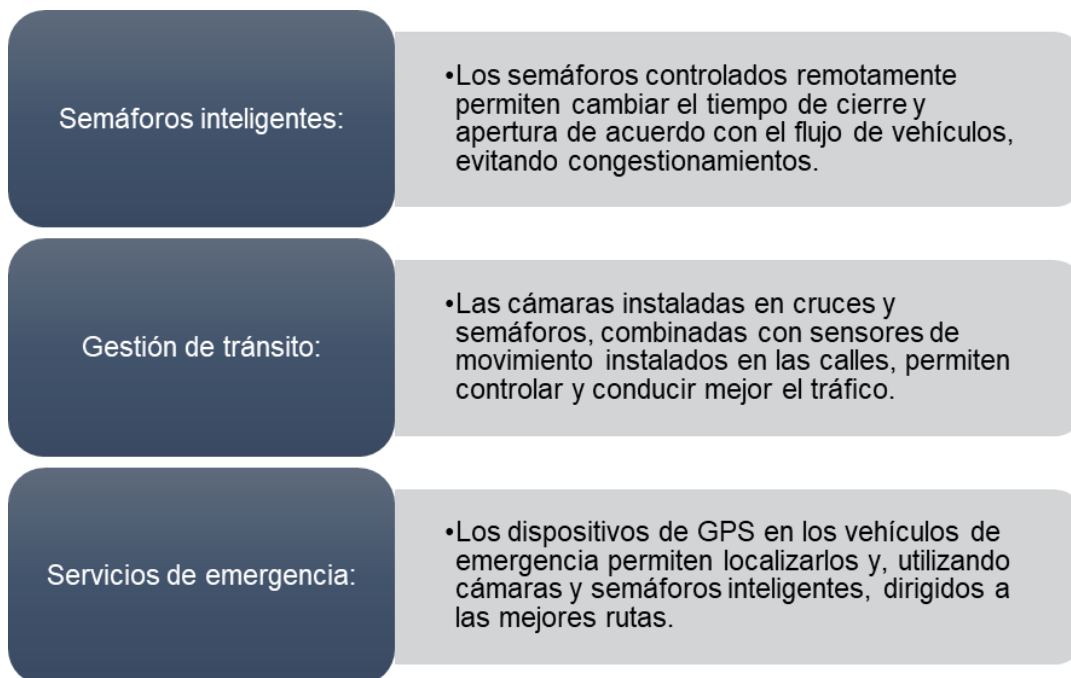 Semáforos inteligentes:
•Los semáforos controlados remotamente
permiten cambiar el tiempo de cierre y
apertura de acuerdo con el flujo de vehículos,
evitando congestionamientos.
Gestión de tránsito:
•Las cámaras instaladas en cruces y
semáforos, combinadas con sensores de
movimiento instalados en las calles, permiten
controlar y conducir mejor el tráfico.
Servicios de emergencia:
•Los dispositivos de GPS en los vehículos de
emergencia permiten localizarlos y, utilizando
cámaras y semáforos inteligentes, dirigidos a
las mejores rutas.